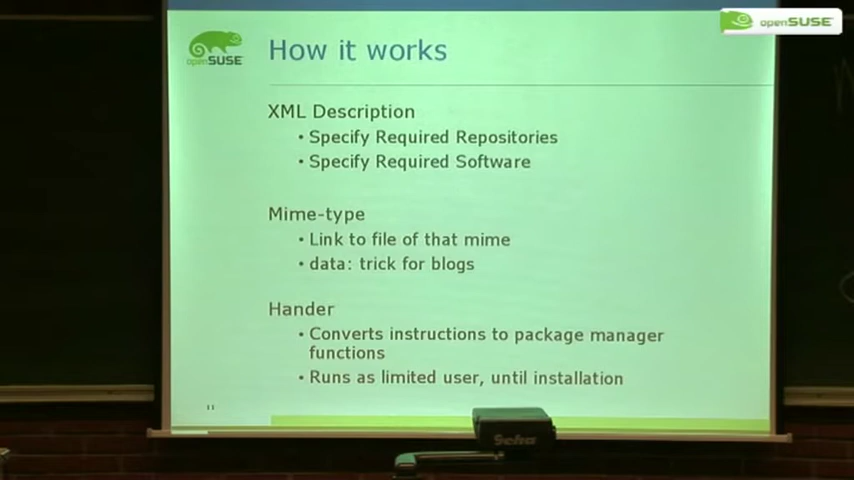 openSUSE
How it works
openSUSE
XML Description
• Specify Required Repositories
• Specify Required Software
Mime-type
• Link to file of that mime
• data: trick for blogs
Hander
• Converts instructions to package manager
functions
• Runs as limited user, until installation
11